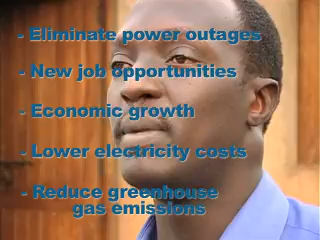 - Eliminate power outages
- New job opportunities
- Economic growth
- Lower electricity costs
- Reduce greenhouse
gas emissions